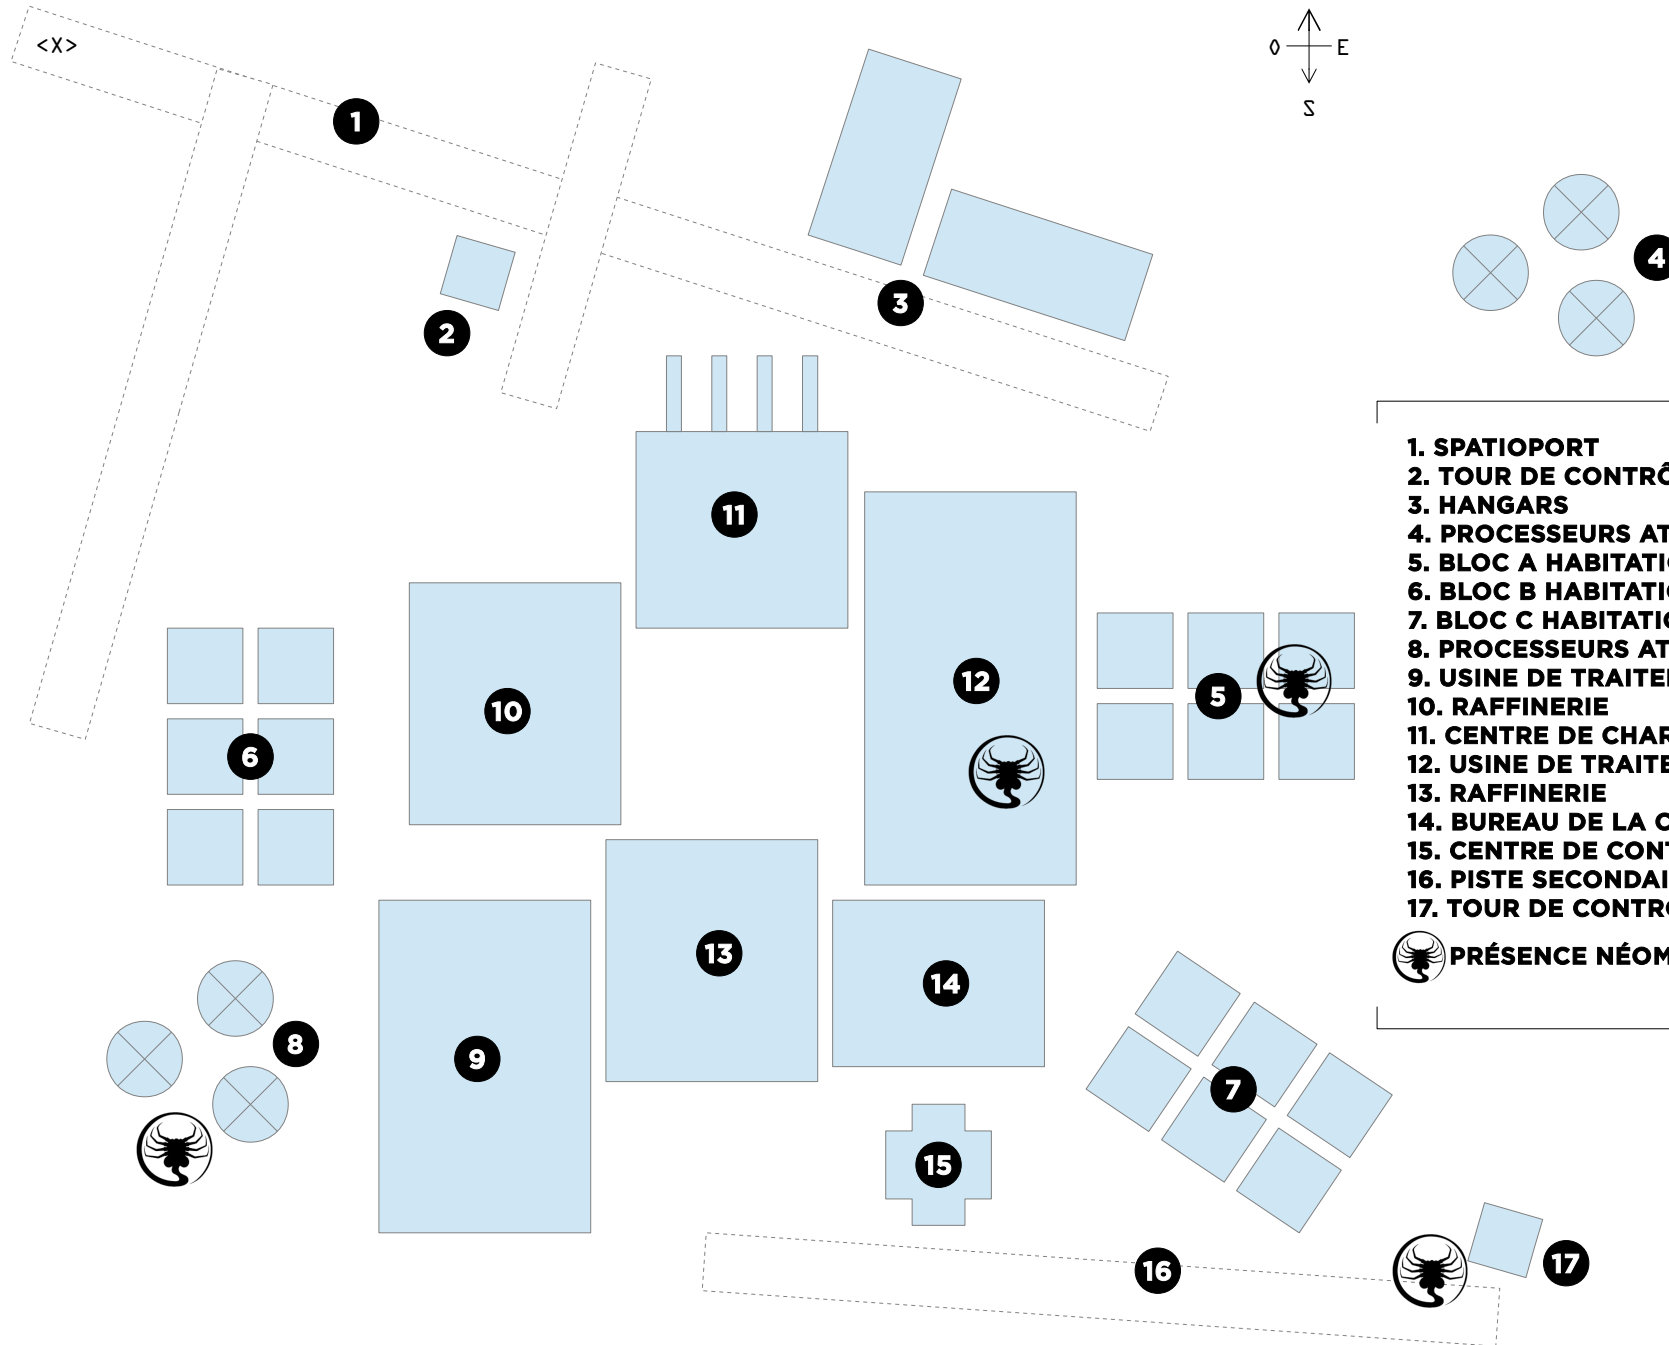 <X>
O E
S
1
2
3
4
11
12
5
10
6
13
14
8
9
7
15
16
17
1. SPATIOPORT
2. TOUR DE CONTRÔ
3. HANGARS
4. PROCESSEURS AT
5. BLOC A HABITATI
6. BLOC B HABITATI
7. BLOC C HABITATI
8. PROCESSEURS AT
9. USINE DE TRAITE
10. RAFFINERIE
11. CENTRE DE CHAR
12. USINE DE TRAITE
13. RAFFINERIE
14. BUREAU DE LA C
15. CENTRE DE CON
16. PISTE SECONDAI
17. TOUR DE CONTR
PRÉSENCE NÉOM